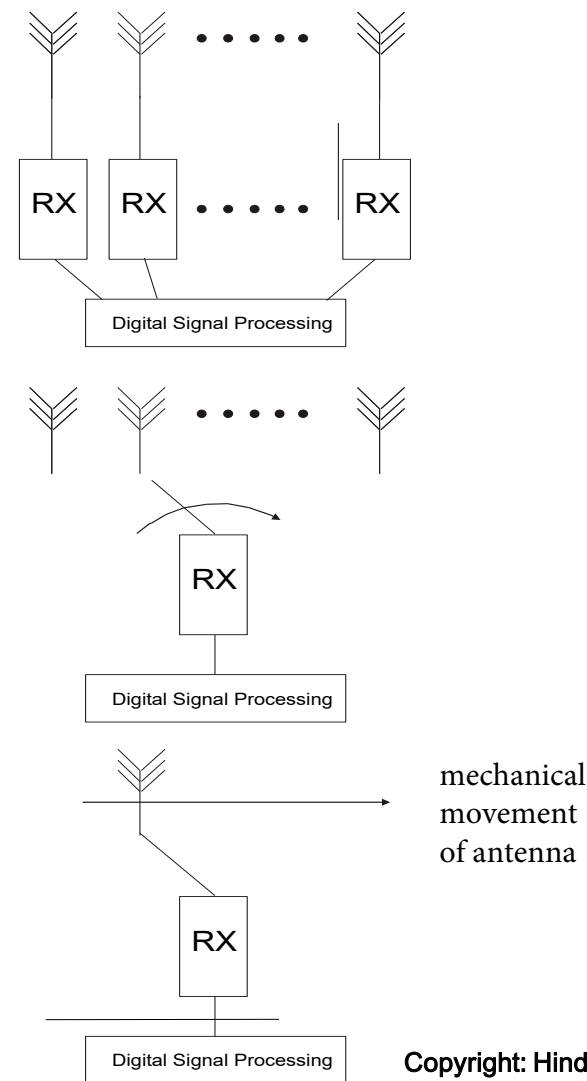 RX RX RX
Digital Signal Processing
RX
Digital Signal Processing
mechanical
movement
of antenna
RX
Digital Signal Processing
Copyright: Hind